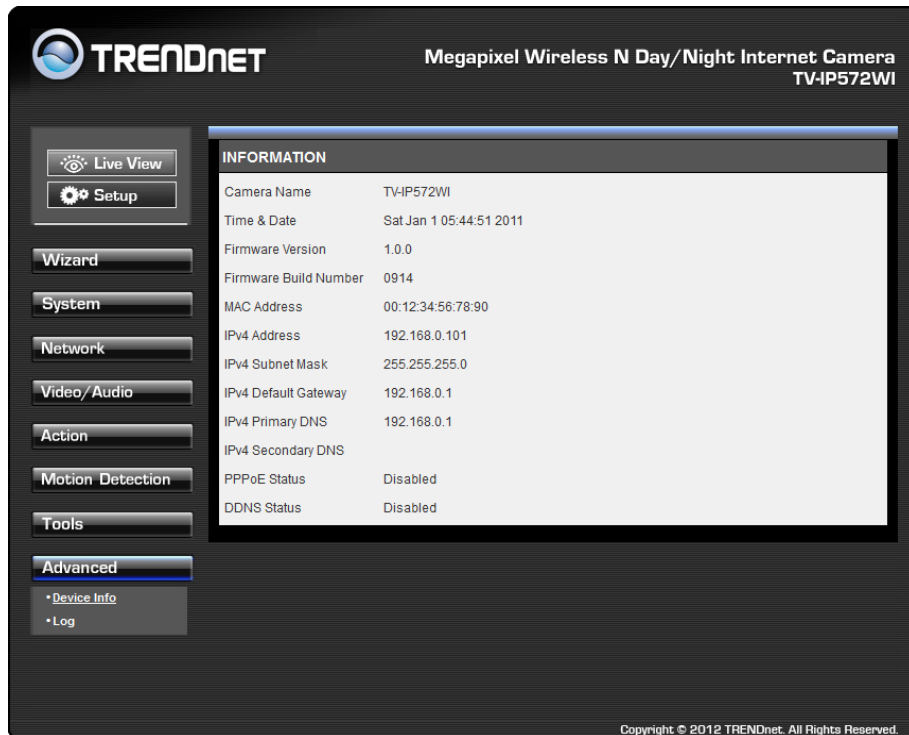 TRENDNET
Megapixel Wireless N Day/Night Internet Camera
TV-IP572WI
Live View
Setup
Wizard
System
Network
Video/Audio
Action
Motion Detection
Tools
Advanced
•Device Info
•Log
INFORMATION
Camera Name TV-IP572WI
Time & Date Sat Jan 1 05:44:51 2011
Firmware Version 1.0.0
Firmware Build Number 0914
MAC Address 00:12:34:56:78:90
IPv4 Address 192.168.0.101
IPv4 Subnet Mask 255.255.255.0
IPv4 Default Gateway 192.168.0.1
IPv4 Primary DNS 192.168.0.1
IPv4 Secondary DNS
PPPoE Status Disabled
DDNS Status Disabled
Copyright © 2012 TRENDnet. All Rights Reserved.